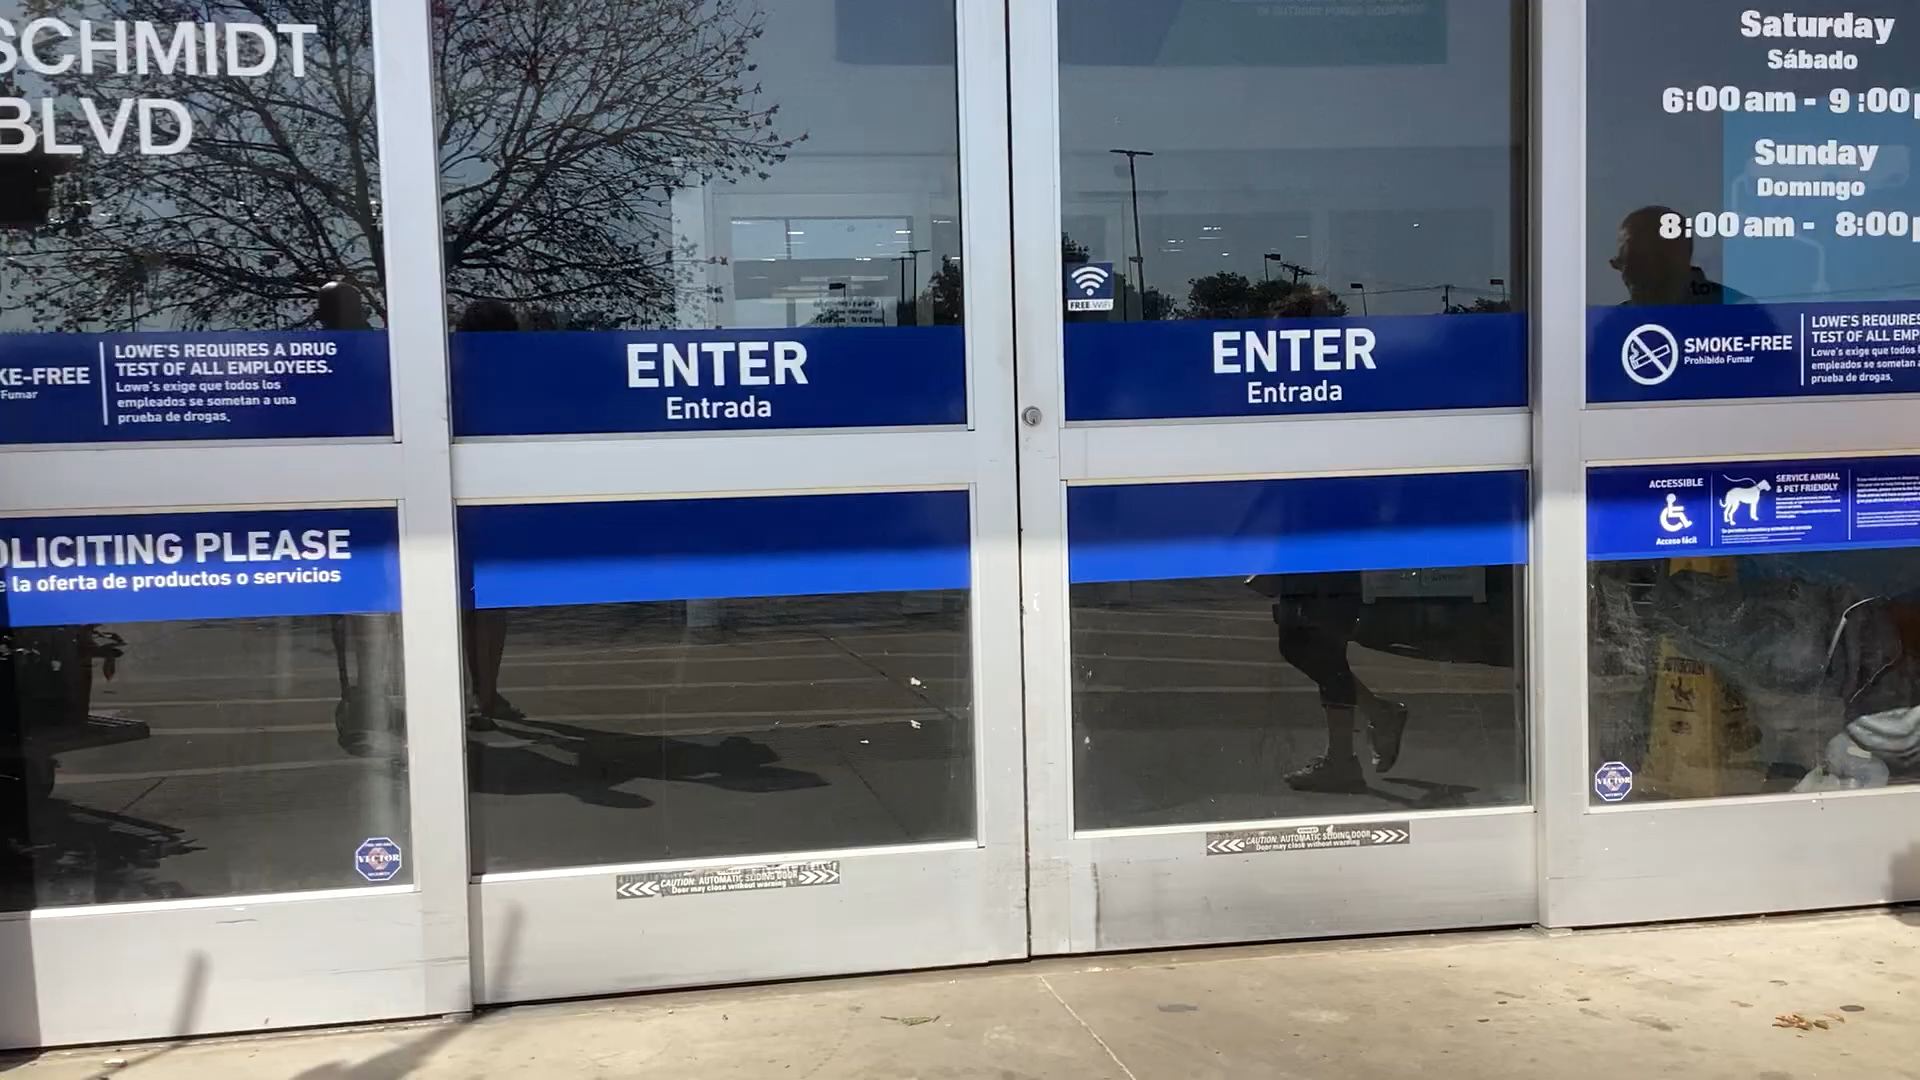 SCHMIDT
BLVD
KE-FREE
Fumar
LOWE'S REQUIRES A DRUG
TEST OF ALL EMPLOYEES.
Lowe's exige que todos los
empleados se sometan a una
prueba de drogas.
OLICITING PLEASE
e la oferta de productos o servicios
VECTOR
SECURITY
ENTER
Entrada
CAUTION: AUTOMATIC SLIDING DOOR
Door may close without warning
FREE WiFi
ENTER
Entrada
CAUTION: AUTOMATIC SLIDING DOOR
Door may close without warning
Saturday
Sábado
6:00am - 9:00p
Sunday
Domingo
8:00am - 8:00p
SMOKE-FREE
Prohibido Fumar
LOWE'S REQUIRES
TEST OF ALL EMP
Lowe's exige que todos
empleados se sometan
prueba de drogas.
ACCESSIBLE
Acceso fácil
SERVICE ANIMAL
& PET FRIENDLY
VECTOR
SECURITY